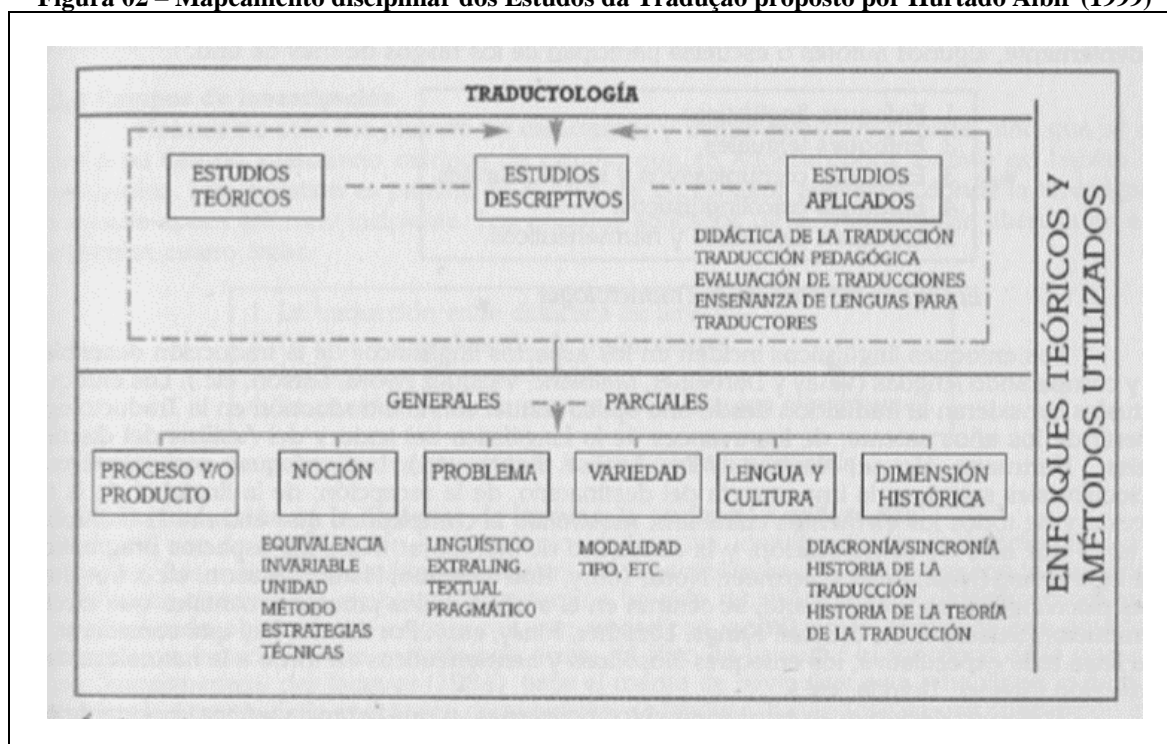 Figura 02 – Mapeamento disciplinar dos Estudos da Tradução proposto por Hurtado Albir (1999)
TRADUCTOLOGÍA
ESTUDIOS
TEÓRICOS
ESTUDIOS
DESCRIPTIVOS
ESTUDIOS
APLICADOS
DIDÁCTICA DE LA TRADUCCIÓN
TRADUCCIÓN PEDAGÓGICA
EVALUACIÓN DE TRADUCCIONES
ENSEÑANZA DE LENGUAS PARA
TRADUCTORES
GENERALES
PARCIALES
PROCESO Y/O
PRODUCTO
NOCIÓN
EQUIVALENCIA
INVARIABLE
UNIDAD
MÉTODO
ESTRATEGIAS
TÉCNICAS
PROBLEMA
LINGÜÍSTICO
EXTRALING.
TEXTUAL
PRAGMÁTICO
VARIEDAD
MODALIDAD
TIPO, ETC.
LENGUA Y
CULTURA
DIMENSIÓN
HISTÓRICA
DIACRONÍA/SINCRONÍA
HISTORIA DE LA
TRADUCCIÓN
HISTORIA DE LA TEORÍA
DE LA TRADUCCIÓN
ENFOQUES TEÓRICOS Y
MÉTODOS UTILIZADOS